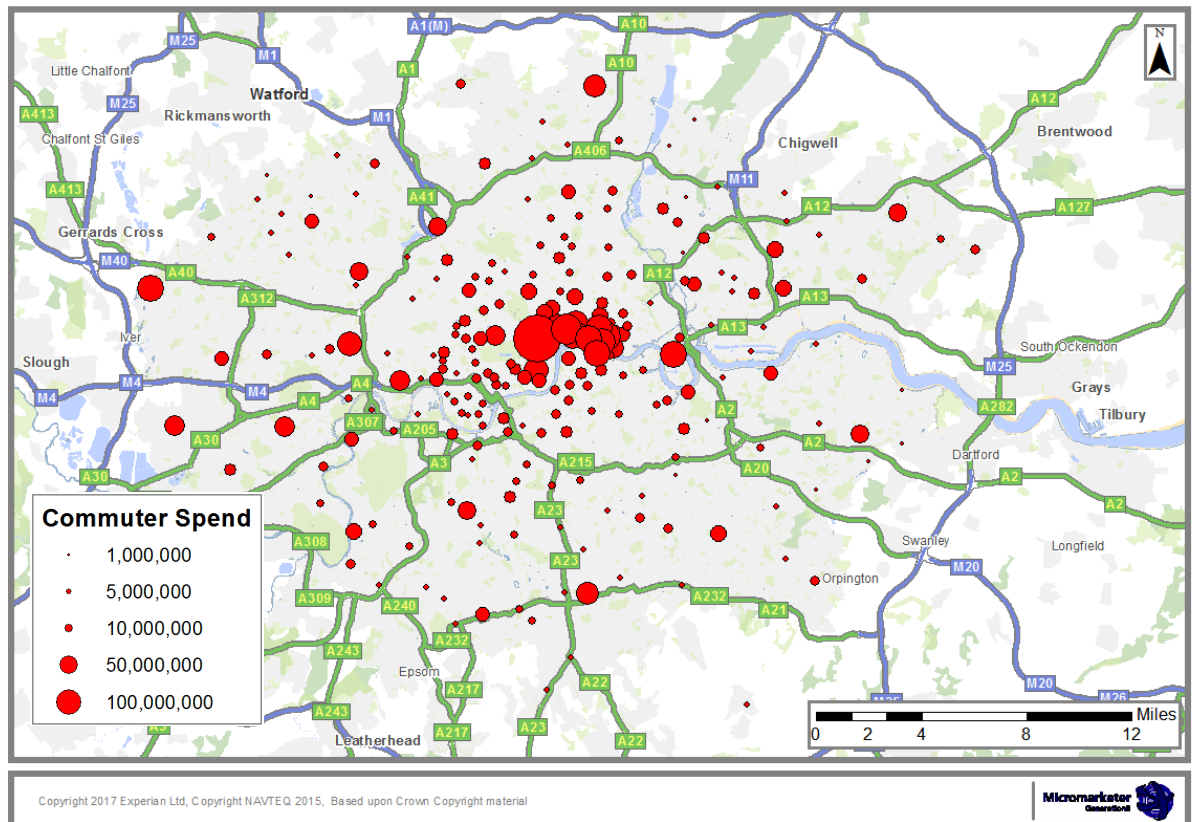 A1(M)
A10
M25
M1
N
A10
Little Chalfont
A1
Watford
A12
M25
A413
Rickmansworth
M1
Brentwood
Chalfont St Giles
Chigwell
A406
M11
A413
A41
A12
A127
Gerrards Cross
M40
A40
A12
A312
A13
A13
Iver
South Ockendon
Slough
M25
M4
M4
A4
Grays
M4
A4
A2
A282
Tilbury
A307
A205
A30
A2
Dartford
A3
A215
A20
A30
A2
A23
A2
Commuter Spend
1,000,000
5,000,000
10,000,000
50,000,000
100,000,000
A308
Swanley
Longfield
A23
M20
Orpington
A309
A240
A232
A21
A232
A243
Epsom
A22
M20
A217
M26
A243
Miles
A23
A217
Leatherhead
A22
0 2 4 8 12
Copyright 2017 Experian Ltd, Copyright NAVTEQ 2015, Based upon Crown Copyright material
Micromarketer
Generation3